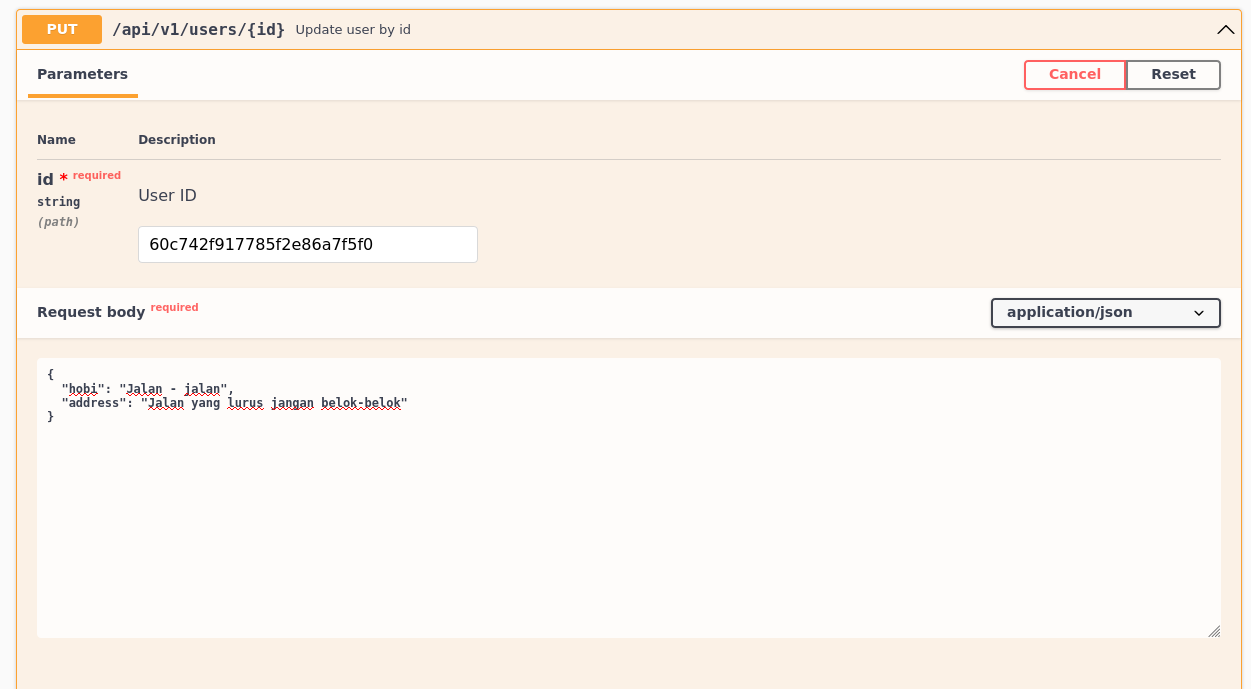 PUT /api/v1/users/{id} Update user by id
Parameters
Cancel Reset
Name Description
id * required
string
(path)
User ID
60c742f917785f2e86a7f5f0
Request body required
application/json
{
  "hobi": "Jalan - jalan",
  "address": "Jalan yang lurus jangan belok-belok"
}